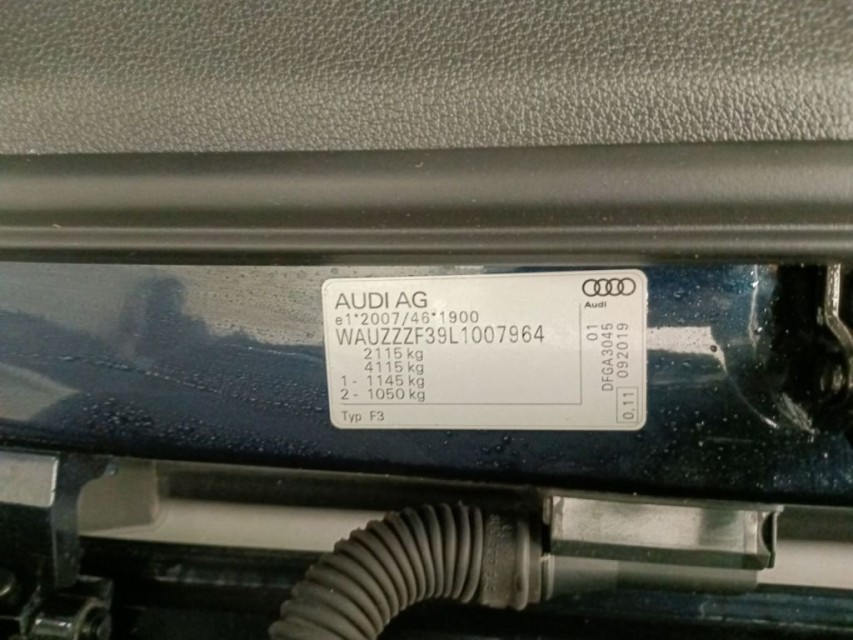 AUDI AG
Audi
e1*2007/46*1900
WAUZZZF39L1007964
2115 kg
4115 kg
1 - 1145 kg
2 - 1050 kg
Typ F3
01
DFGA3045
092019
0.11